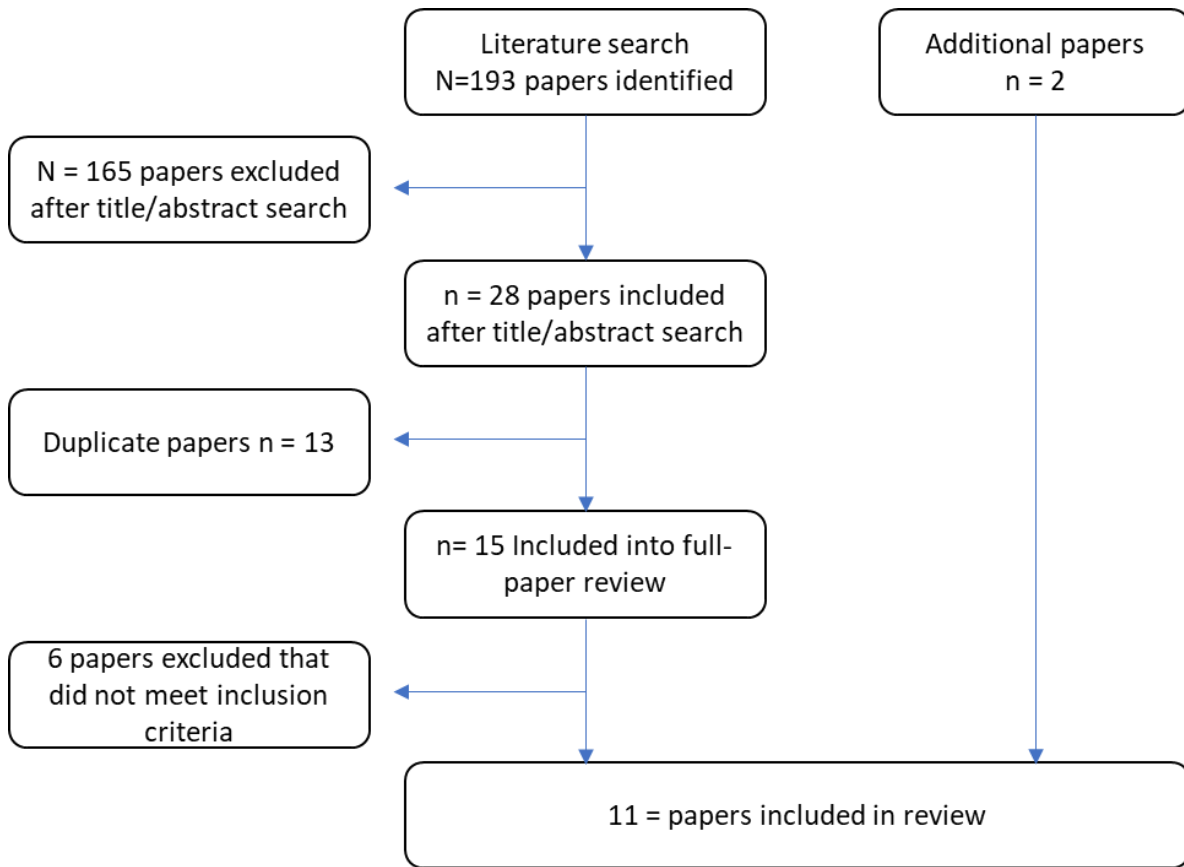 Literature search
N=193 papers identified
Additional papers
n = 2
N = 165 papers excluded
after title/abstract search
n = 28 papers included
after title/abstract search
Duplicate papers n = 13
n= 15 Included into full-
paper review
6 papers excluded that
did not meet inclusion
criteria
11 = papers included in review